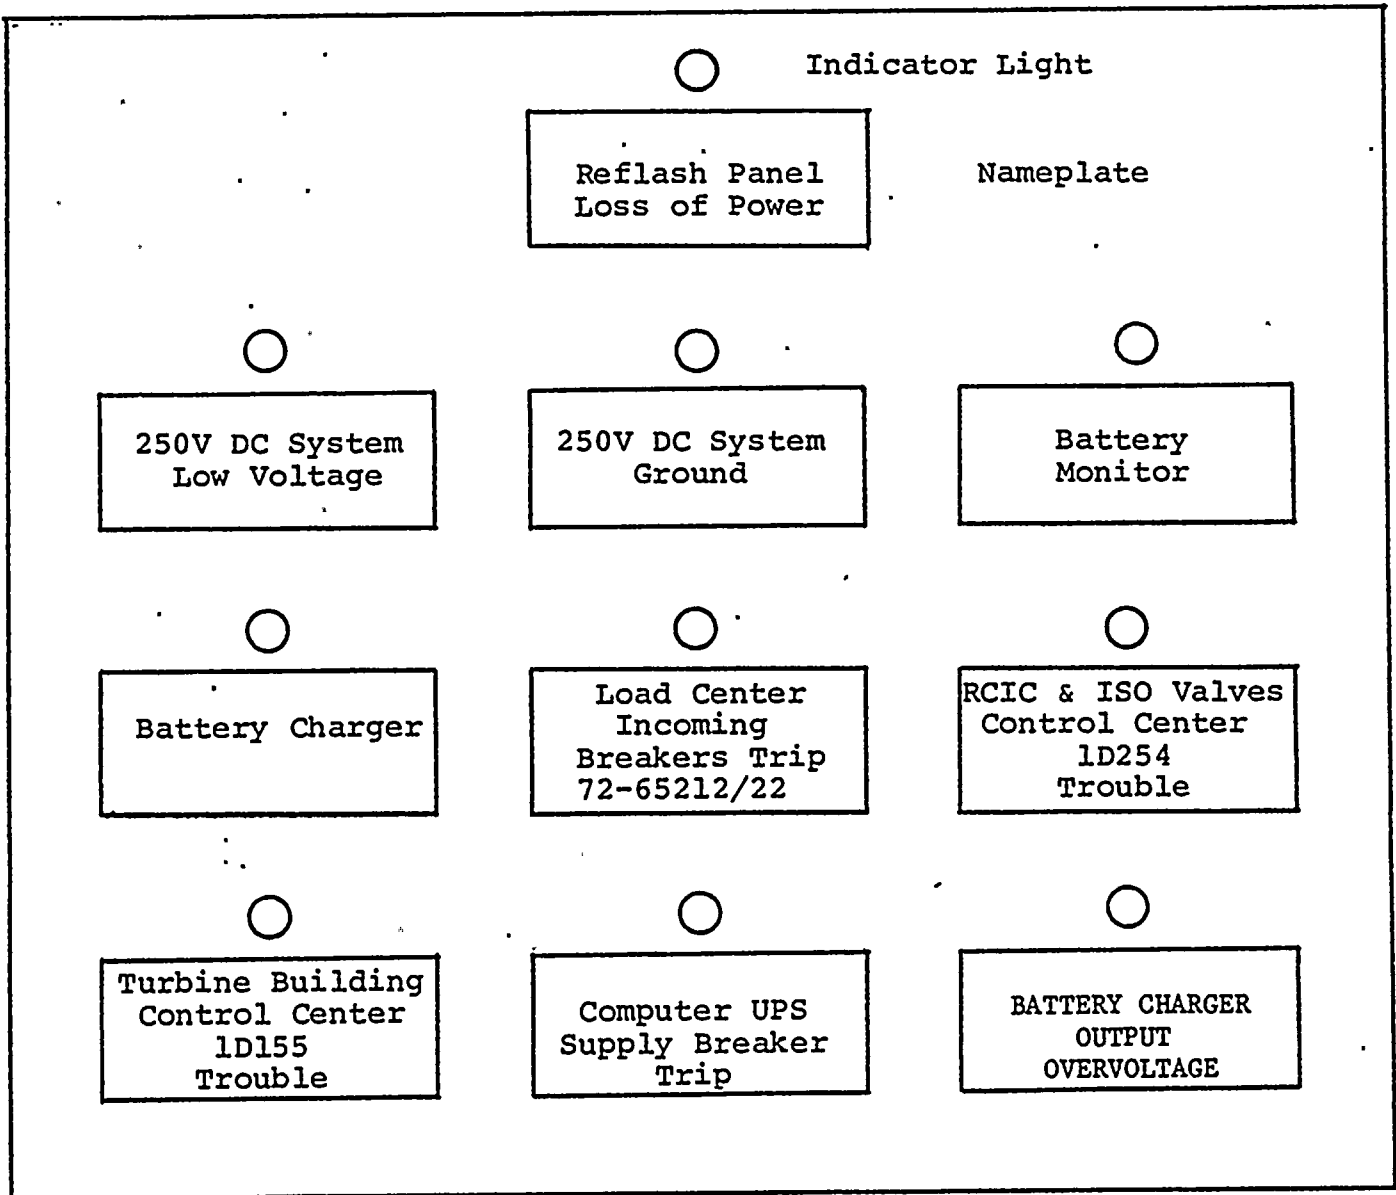 Indicator Light
Reflash Panel
Loss of Power
Nameplate
250V DC System
Low Voltage
250V DC System
Ground
Battery
Monitor
Battery Charger
Load Center
Incoming
Breakers Trip
72-65212/22
RCIC & ISO Valves
Control Center
1D254
Trouble
Turbine Building
Control Center
1D155
Trouble
Computer UPS
Supply Breaker
Trip
BATTERY CHARGER
OUTPUT
OVERVOLTAGE